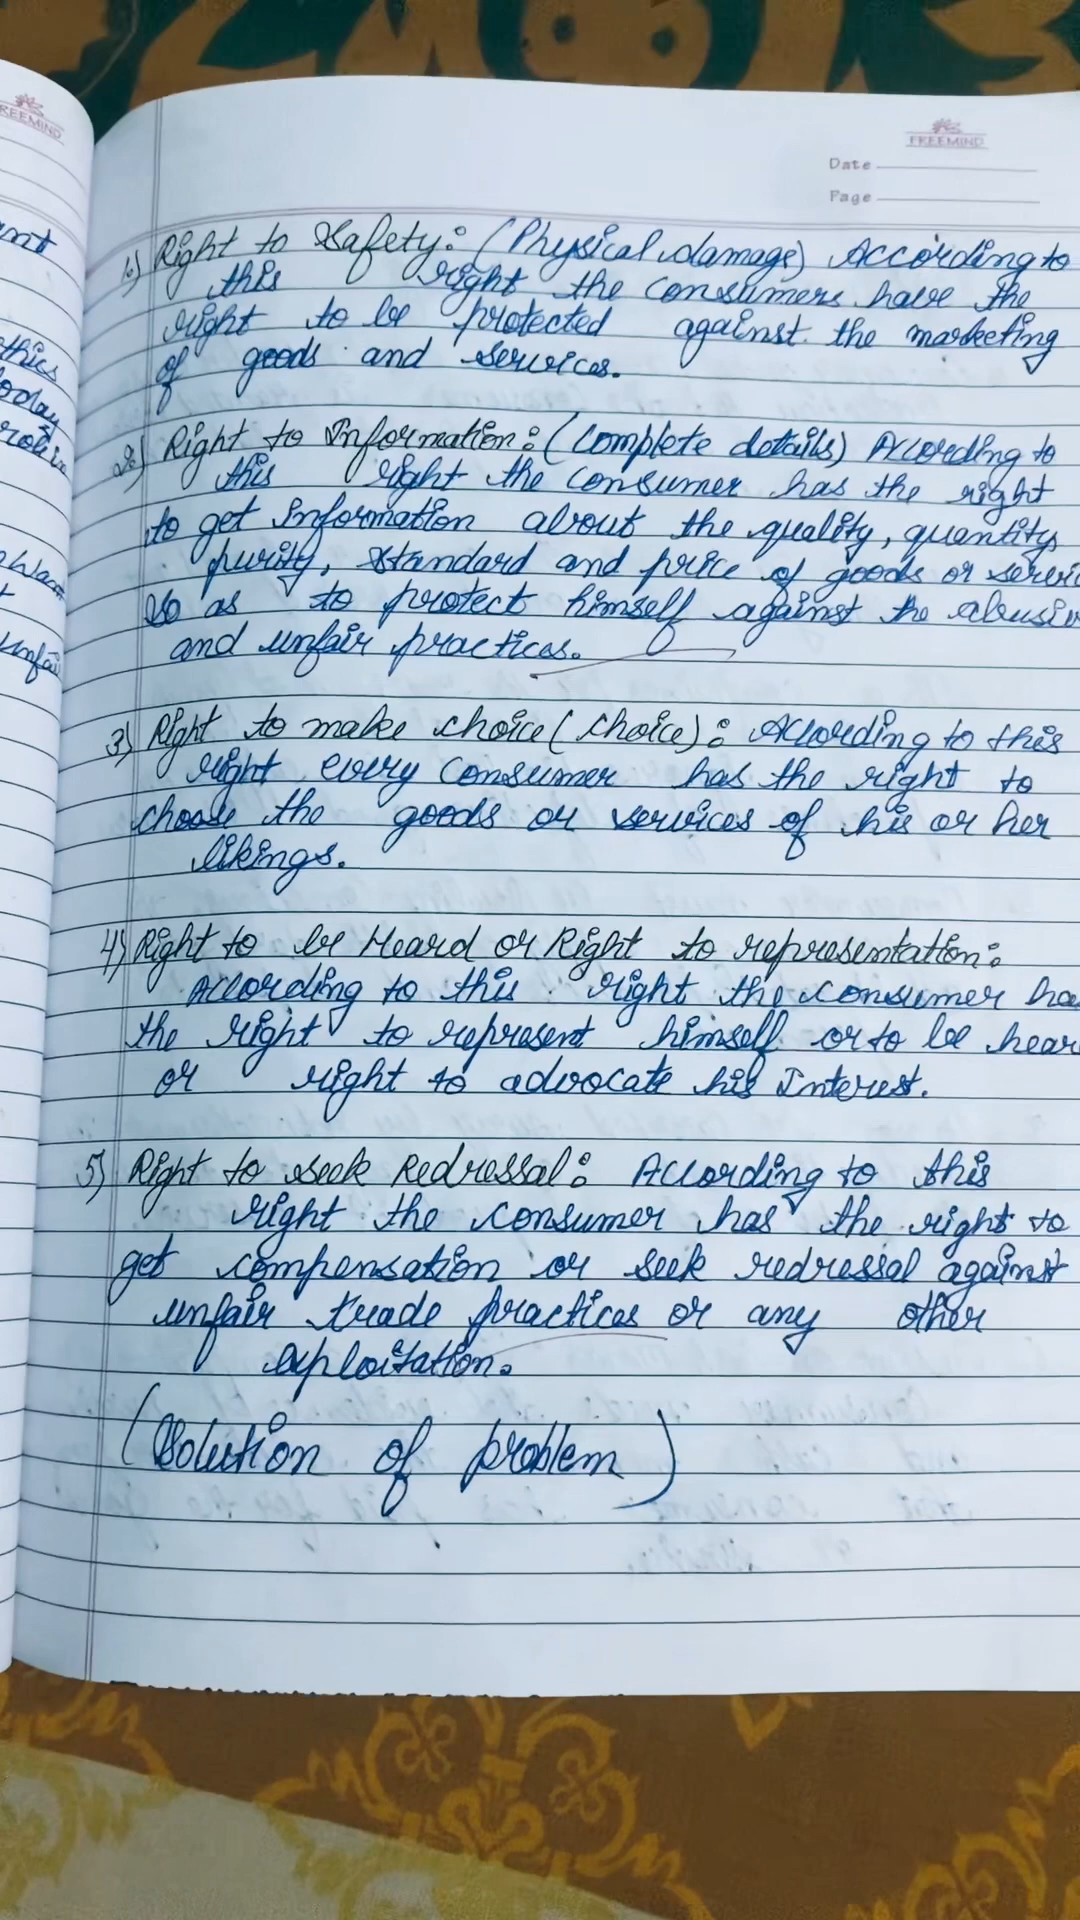 FREEMIND
FREEMIND
Date
Page
1) Right to Safety: (Physical damage) According to
this right the consumers have the
right to be protected against the marketing
of goods and services.
2) Right to Information: (Complete details) According to
this right the consumer has the right
to get Information about the quality, quantity
purity, standard and price of goods or servic
So as to protect himself against the abusiv
and unfair practices.
3) Right to make choice (choice): According to this
right every consumer has the right to
choose the goods or services of his or her
likings.
4) Right to be Heard or Right to representation:
According to this right the consumer ha
the right to represent himself or to be hear
or right to advocate his Interest.
5) Right to seek Redressal: According to this
right the consumer has the right to
get compensation or seek redressal against
unfair trade practices or any other
exploitation.
(Solution of problem)